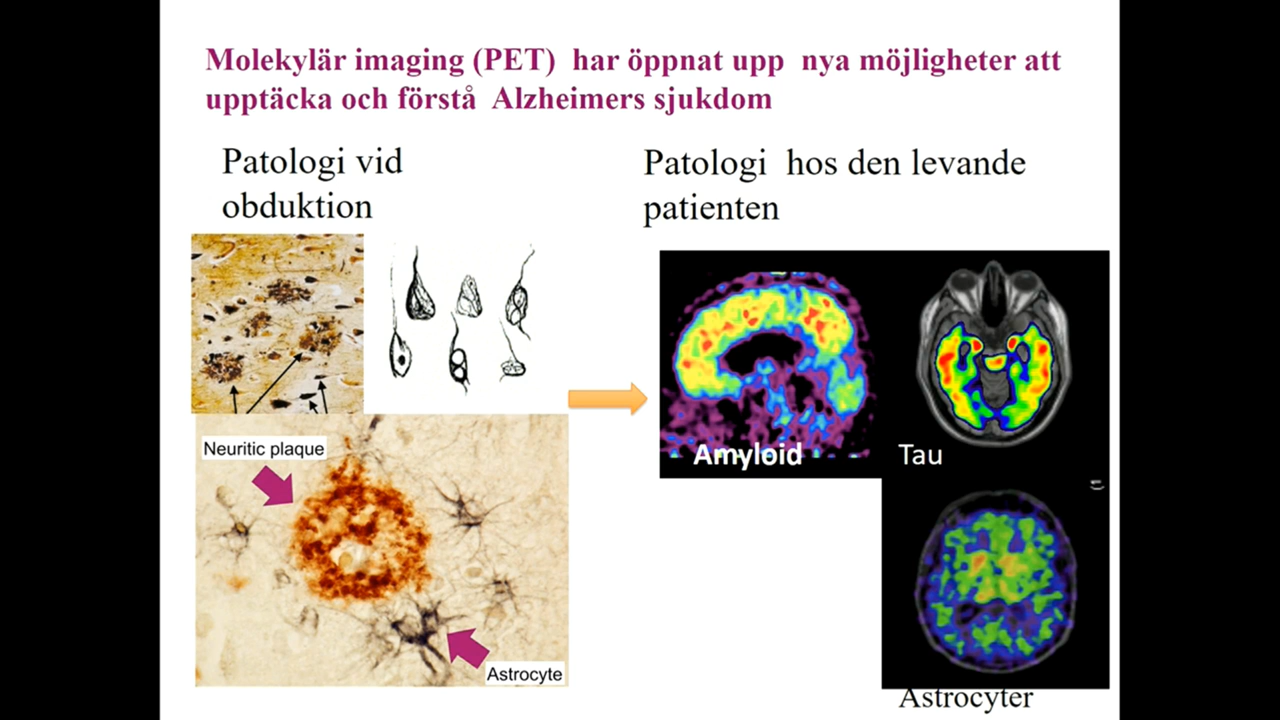 Molekylär imaging (PET) har öppnat upp nya möjligheter att
upptäcka och förstå Alzheimers sjukdom
Patologi vid
obduktion
Patologi hos den levande
patienten
Neuritic plaque
Astrocyte
Amyloid
Tau
Astrocyter